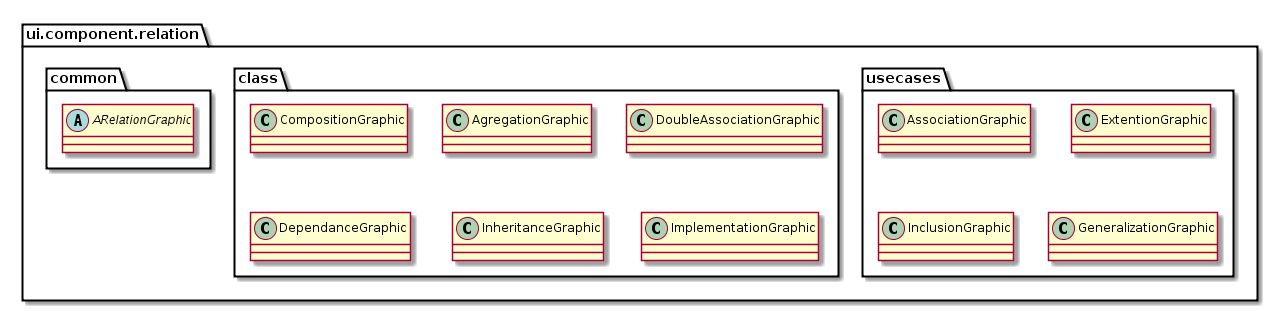 ui.component.relation
common
class
usecases
A ARelationGraphic
C CompositionGraphic
C AgregationGraphic
C DoubleAssociationGraphic
C AssociationGraphic
C ExtentionGraphic
C DependanceGraphic
C InheritanceGraphic
C ImplementationGraphic
C InclusionGraphic
C GeneralizationGraphic